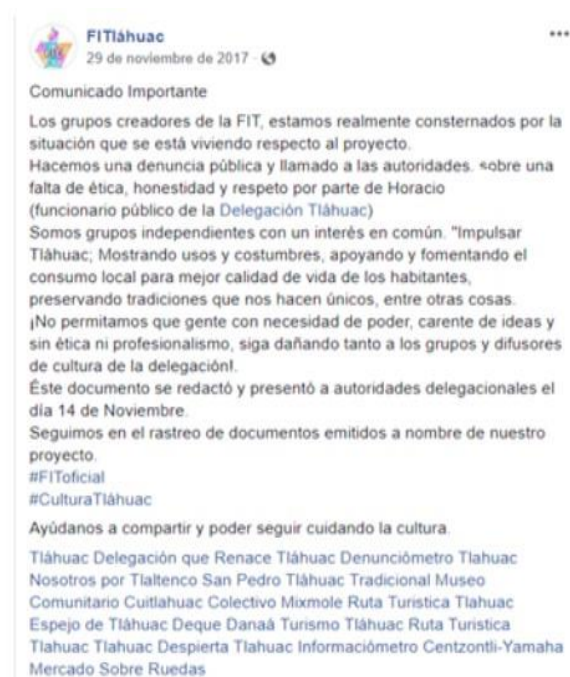 FITláhuac
29 de noviembre de 2017
Comunicado Importante
Los grupos creadores de la FIT, estamos realmente consternados por la
situación que se está viviendo respecto al proyecto.
Hacemos una denuncia pública y llamado a las autoridades. sobre una
falta de ética, honestidad y respeto por parte de Horacio
(funcionario público de la Delegación Tláhuac)
Somos grupos independientes con un interés en común. "Impulsar
Tláhuac; Mostrando usos y costumbres, apoyando y fomentando el
consumo local para mejor calidad de vida de los habitantes,
preservando tradiciones que nos hacen únicos, entre otras cosas.
¡No permitamos que gente con necesidad de poder, carente de ideas y
sin ética ni profesionalismo, siga dañando tanto a los grupos y difusores
de cultura de la delegación!.
Éste documento se redactó y presentó a autoridades delegacionales el
día 14 de Noviembre.
Seguimos en el rastreo de documentos emitidos a nombre de nuestro
proyecto.
#FIToficial
#CulturaTláhuac
Ayúdanos a compartir y poder seguir cuidando la cultura.
Tláhuac Delegación que Renace Tláhuac Denunciómetro Tlahuac
Nosotros por Tlaltenco San Pedro Tláhuac Tradicional Museo
Comunitario Cuitlahuac Colectivo Mixmole Ruta Turistica Tlahuac
Espejo de Tláhuac Deque Danaá Turismo Tláhuac Ruta Turistica
Tlahuac Tlahuac Despierta Tlahuac Informaciómetro Centzontli-Yamaha
Mercado Sobre Ruedas